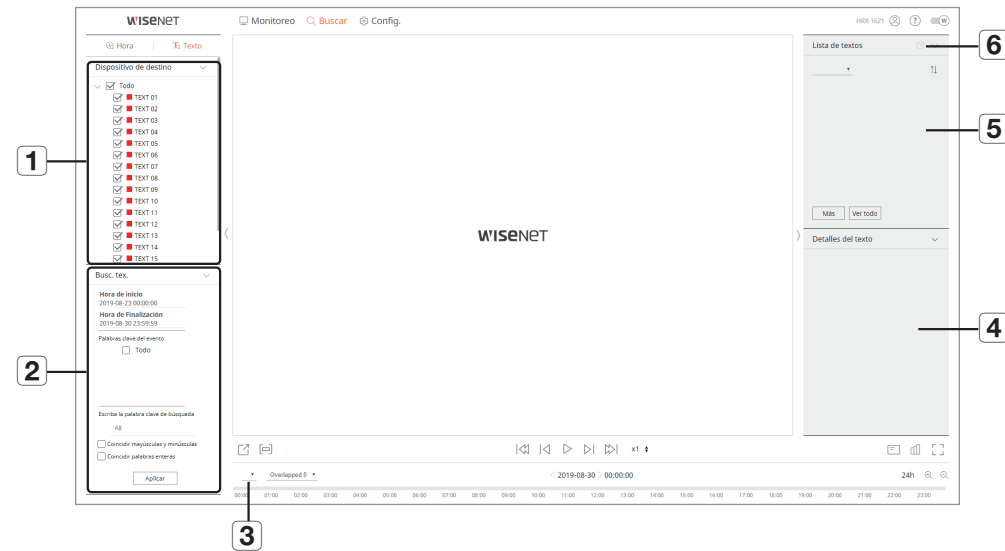 WISENET
Monitoreo
Buscar
Config.
HRX-1621
?
W
Hora
Texto
Dispositivo de destino
Todo
TEXT 01
TEXT 02
TEXT 03
TEXT 04
TEXT 05
TEXT 06
TEXT 07
TEXT 08
TEXT 09
TEXT 10
TEXT 11
TEXT 12
TEXT 13
TEXT 14
TEXT 15
1
Busc. tex.
Hora de inicio
2019-08-23 00:00:00
Hora de Finalización
2019-08-30 23:59:59
Palabras clave del evento
Todo
Escriba la palabra clave de búsqueda
All
Coincidir mayúsculas y minúsculas
Coincidir palabras enteras
Aplicar
2
WISENET
Lista de textos
6
5
Más
Ver todo
Detalles del texto
4
x1
Overlapped 0
2019-08-30
00:00:00
24h
00:00 01:00 02:00 03:00 04:00 05:00 06:00 07:00 08:00 09:00 10:00 11:00 12:00 13:00 14:00 15:00 16:00 17:00 18:00 19:00 20:00 21:00 22:00 23:00
3